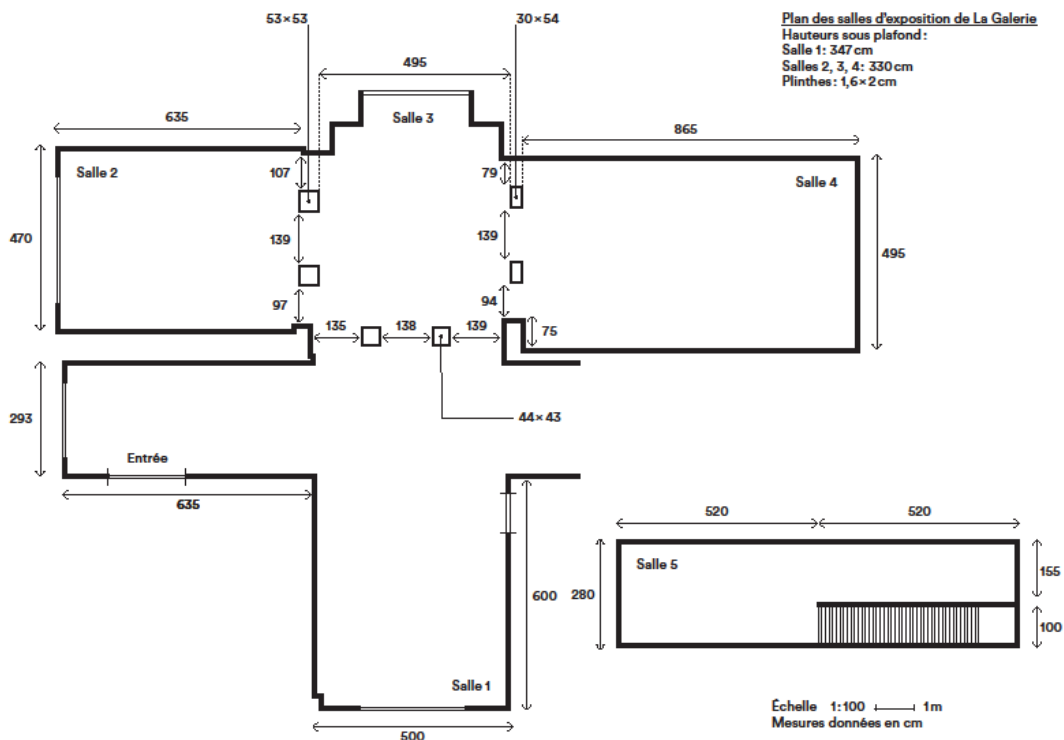 53×53
30×54
Plan des salles d'exposition de La Galerie
Hauteurs sous plafond :
Salle 1 : 347 cm
Salles 2, 3, 4 : 330 cm
Plinthes : 1,6×2 cm
495
635
Salle 3
865
Salle 2
107
79
Salle 4
470
139
139
495
97
94
135
138
139
75
293
44×43
Entrée
635
520
520
Salle 5
155
600
280
100
Salle 1
500
Échelle 1:100 1 m
Mesures données en cm